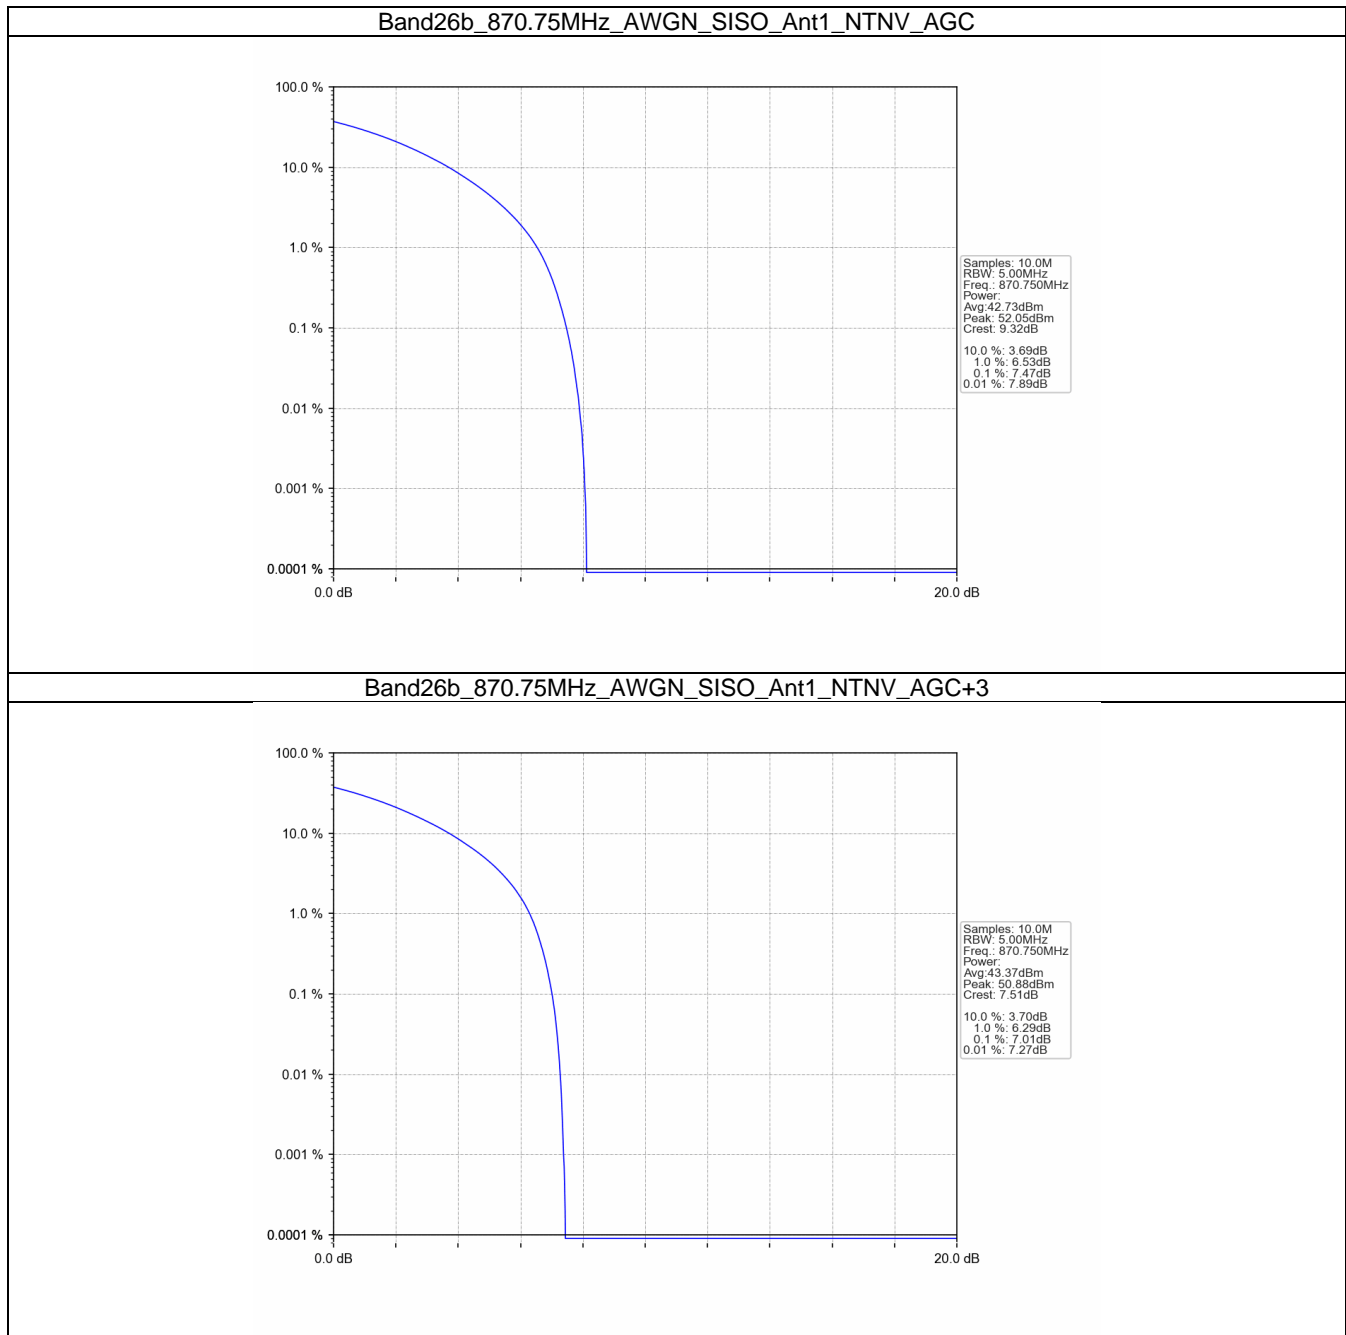 Band26b_870.75MHz_AWGN_SISO_Ant1_NTNV_AGC
100.0 %
10.0 %
1.0 %
0.1 %
0.01 %
0.001 %
0.0001 %
0.0 dB
20.0 dB
Samples: 10.0M
RBW: 5.00MHz
Freq.: 870.750MHz
Power:
Avg:42.73dBm
Peak: 52.05dBm
Crest: 9.32dB
10.0 %: 3.69dB
1.0 %: 6.53dB
0.1 %: 7.47dB
0.01 %: 7.89dB
Band26b_870.75MHz_AWGN_SISO_Ant1_NTNV_AGC+3
100.0 %
10.0 %
1.0 %
0.1 %
0.01 %
0.001 %
0.0001 %
0.0 dB
20.0 dB
Samples: 10.0M
RBW: 5.00MHz
Freq.: 870.750MHz
Power:
Avg:43.37dBm
Peak: 50.88dBm
Crest: 7.51dB
10.0 %: 3.70dB
1.0 %: 6.29dB
0.1 %: 7.01dB
0.01 %: 7.27dB